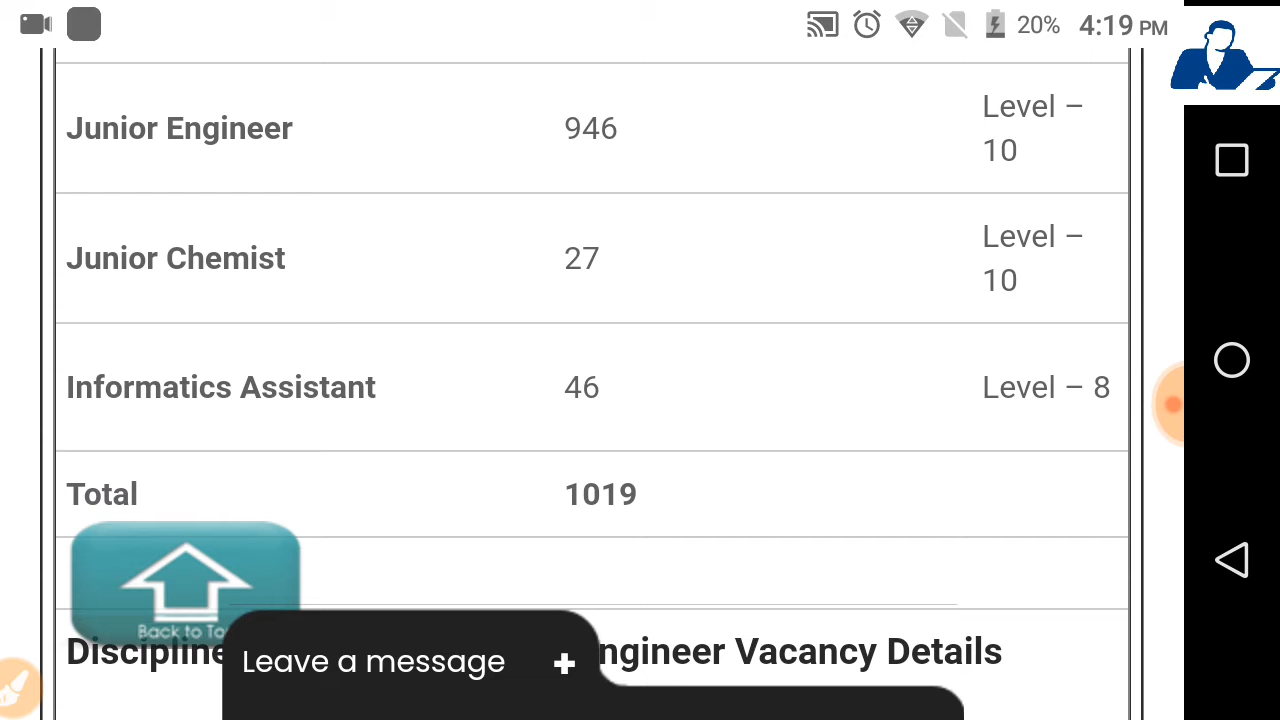 20% 4:19 PM
Junior Engineer 946 Level –
10
Junior Chemist 27 Level –
10
Informatics Assistant 46 Level – 8
Total 1019
Back to To
Discipline ngineer Vacancy Details
Leave a message +